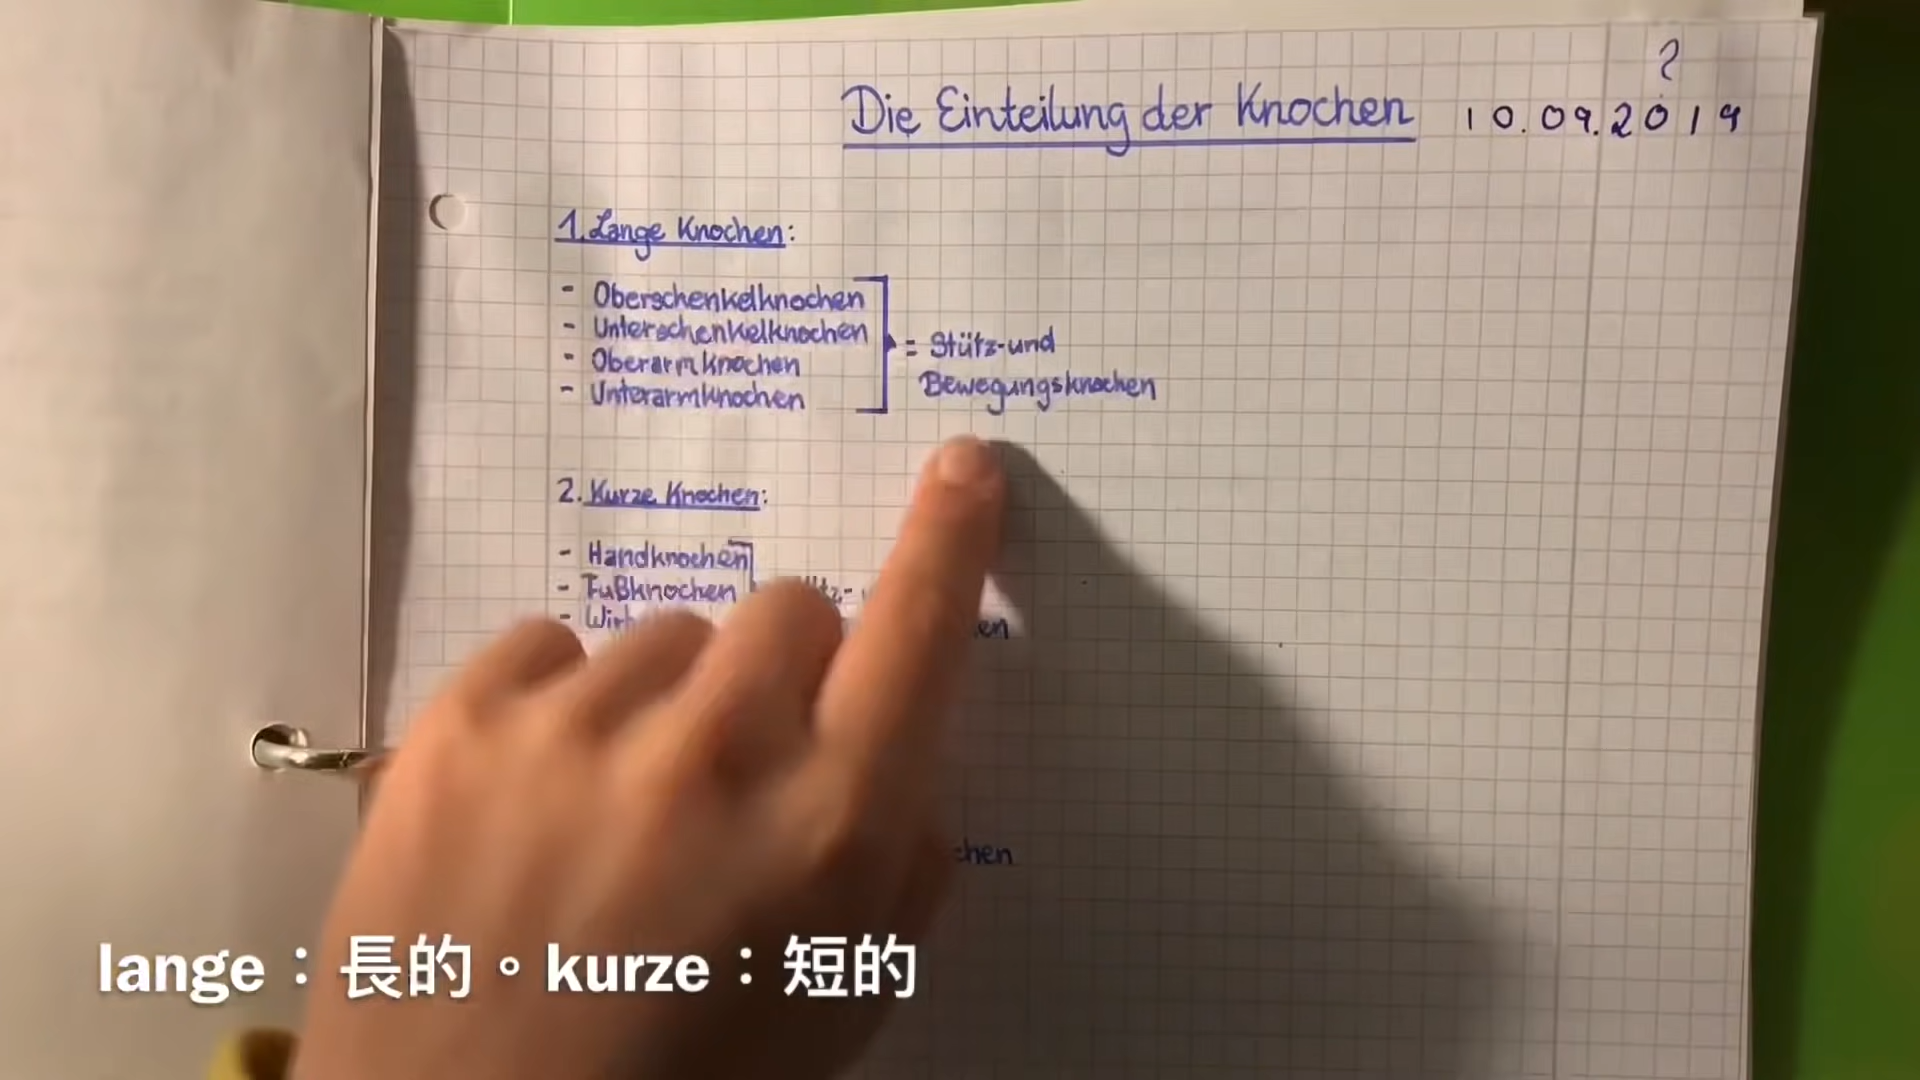 ?
Die Einteilung der Knochen 10.09.2019
1. Lange Knochen:
- Oberschenkelknochen
- Unterschenkelknochen
- Oberarmknochen
- Unterarmknochen
= Stütz-und
Bewegungsknochen
2. Kurze Knochen:
- Handknochen
- Fußknochen
lange：長的。kurze：短的